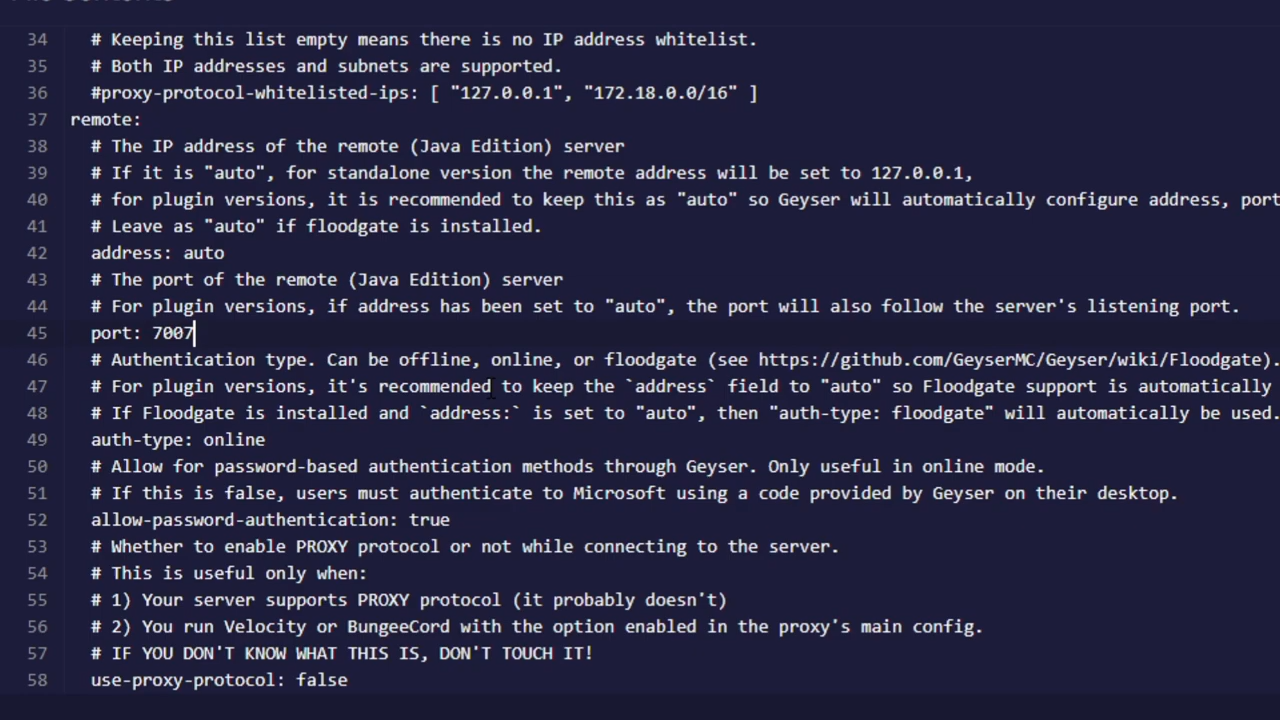 34 # Keeping this list empty means there is no IP address whitelist.
35 # Both IP addresses and subnets are supported.
36 #proxy-protocol-whitelisted-ips: [ "127.0.0.1", "172.18.0.0/16" ]
37 remote:
38 # The IP address of the remote (Java Edition) server
39 # If it is "auto", for standalone version the remote address will be set to 127.0.0.1,
40 # for plugin versions, it is recommended to keep this as "auto" so Geyser will automatically configure address, port
41 # Leave as "auto" if floodgate is installed.
42 address: auto
43 # The port of the remote (Java Edition) server
44 # For plugin versions, if address has been set to "auto", the port will also follow the server's listening port.
45 port: 7007
46 # Authentication type. Can be offline, online, or floodgate (see https://github.com/GeyserMC/Geyser/wiki/Floodgate).
47 # For plugin versions, it's recommended to keep the `address` field to "auto" so Floodgate support is automatically
48 # If Floodgate is installed and `address:` is set to "auto", then "auth-type: floodgate" will automatically be used.
49 auth-type: online
50 # Allow for password-based authentication methods through Geyser. Only useful in online mode.
51 # If this is false, users must authenticate to Microsoft using a code provided by Geyser on their desktop.
52 allow-password-authentication: true
53 # Whether to enable PROXY protocol or not while connecting to the server.
54 # This is useful only when:
55 # 1) Your server supports PROXY protocol (it probably doesn't)
56 # 2) You run Velocity or BungeeCord with the option enabled in the proxy's main config.
57 # IF YOU DON'T KNOW WHAT THIS IS, DON'T TOUCH IT!
58 use-proxy-protocol: false